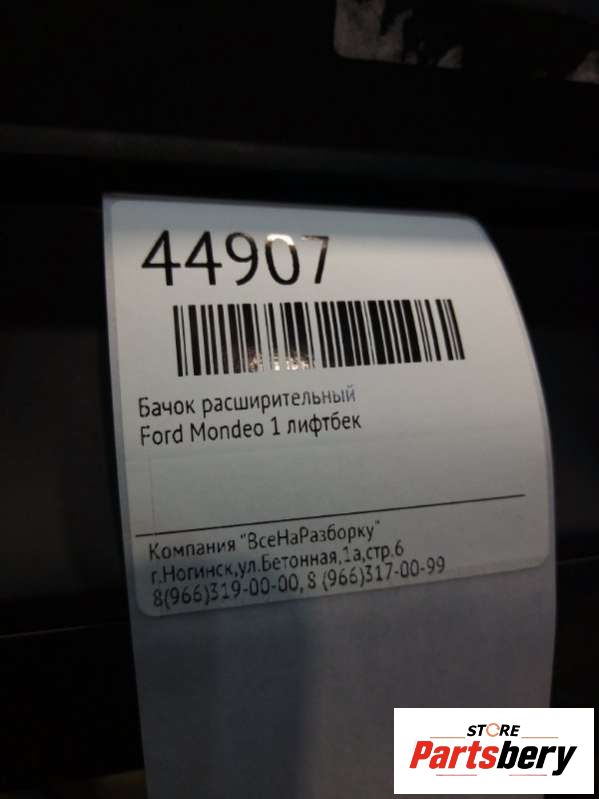 44907
Бачок расширительный
Ford Mondeo 1 лифтбек
Компания "ВсеНаРазборку"
г.Ногинск,ул.Бетонная,1а,стр.6
8(966)319-00-00, 8 (966)317-00-99
STORE
Partsbery